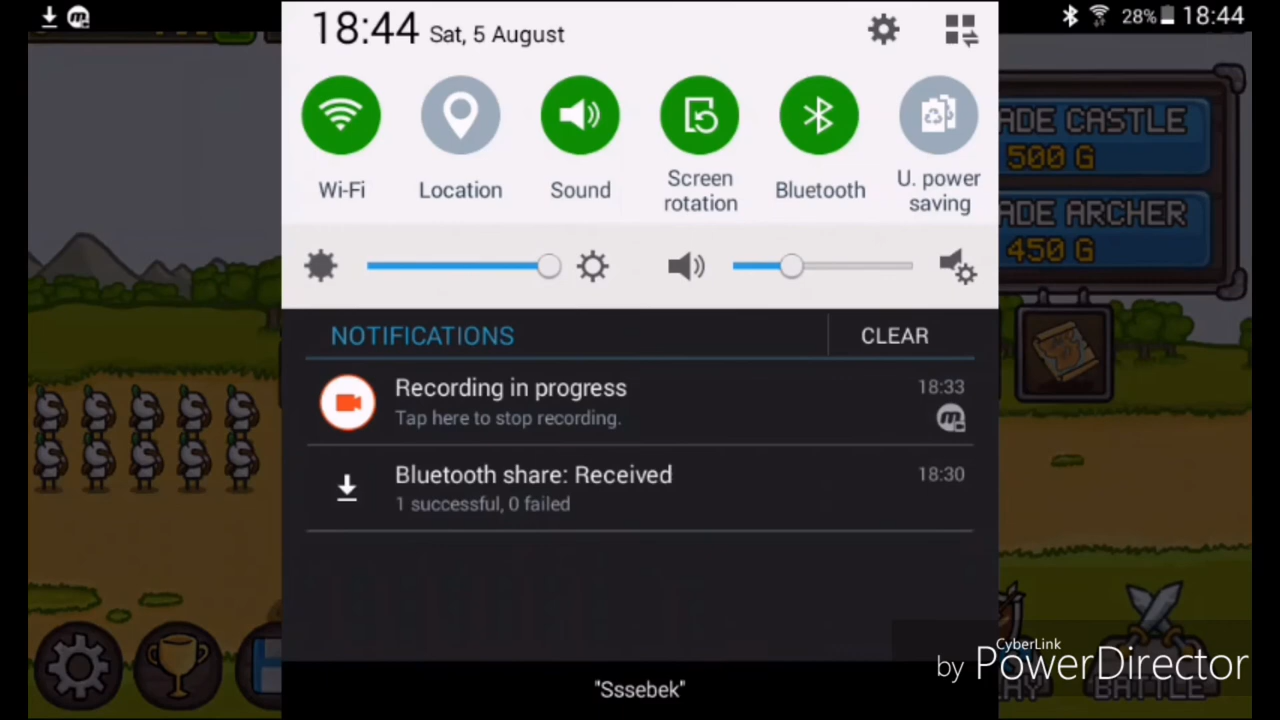 28% 18:44
18:44 Sat, 5 August
Wi-Fi
Location
Sound
Screen
rotation
Bluetooth
U. power
saving
ADE CASTLE
500 G
ADE ARCHER
450 G
NOTIFICATIONS
CLEAR
Recording in progress
18:33
Tap here to stop recording.
Bluetooth share: Received
18:30
1 successful, 0 failed
BATTLE
CyberLink
by PowerDirector
"Sssebek"